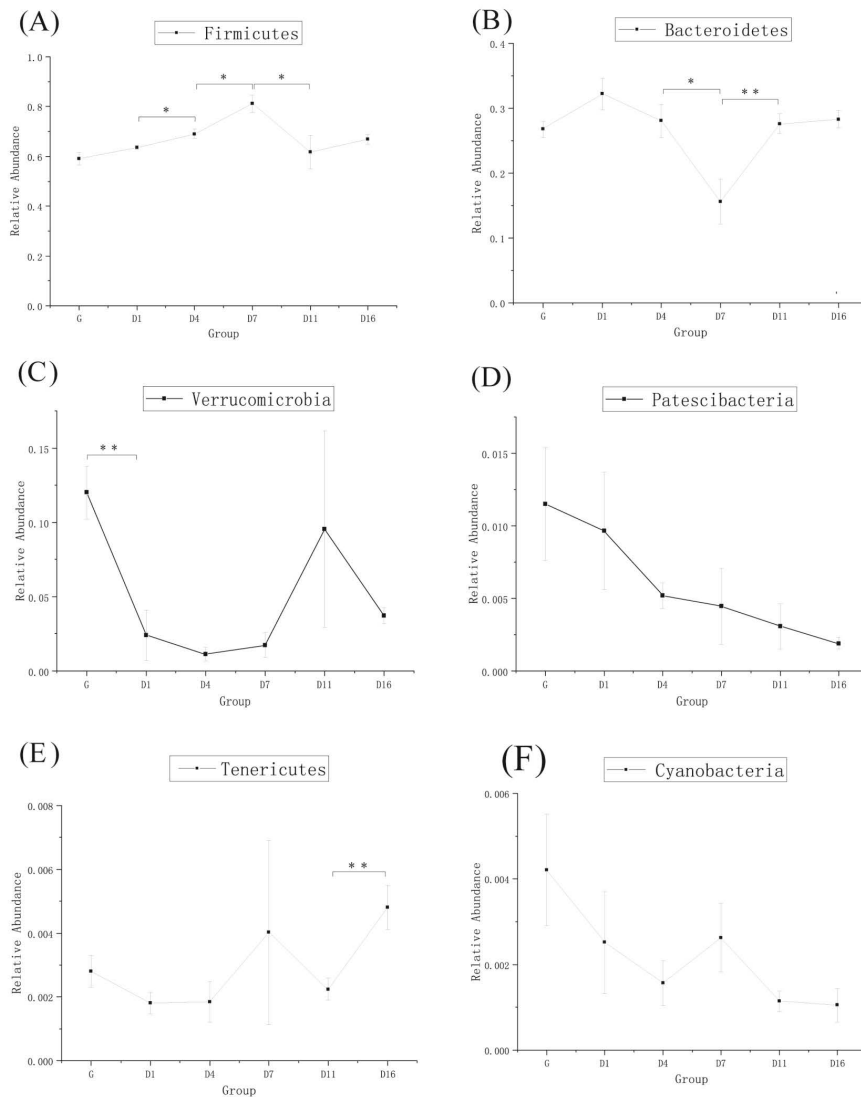 (A)
Firmicutes
*
*
*
1.0
0.8
0.6
0.4
0.2
0.0
Relative Abundance
G D1 D4 D7 D11 D16
Group
(B)
Bacteroidetes
*
**
0.4
0.3
0.2
0.1
0.0
Relative Abundance
G D1 D4 D7 D11 D16
Group
(C)
Verrucomicrobia
**
0.15
0.10
0.05
0.00
Relative Abundance
G D1 D4 D7 D11 D16
Group
(D)
Patescibacteria
0.015
0.010
0.005
0.000
Relative Abundance
G D1 D4 D7 D11 D16
Group
(E)
Tenericutes
**
0.008
0.006
0.004
0.002
0.000
Relative Abundance
G D1 D4 D7 D11 D16
Group
(F)
Cyanobacteria
0.006
0.004
0.002
0.000
Relative Abundance
G D1 D4 D7 D11 D16
Group